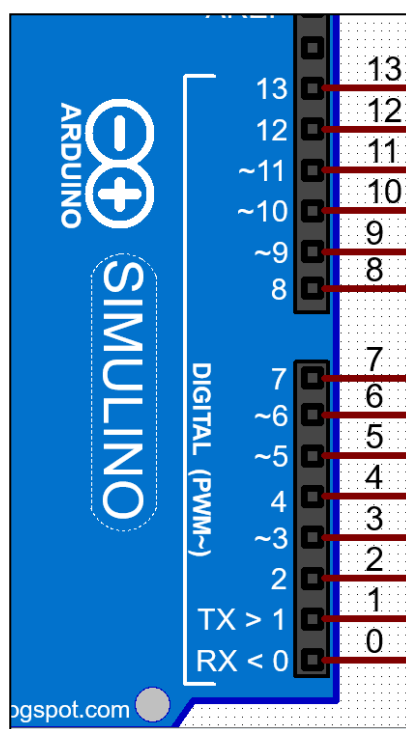 13 13
12 12
~11 11
~10 10
~9 9
8 8
7 7
~6 6
~5 5
4 4
~3 3
2 2
TX > 1 1
RX < 0 0
ARDUINO
SIMULINO
DIGITAL (PWM~)
ogspot.com